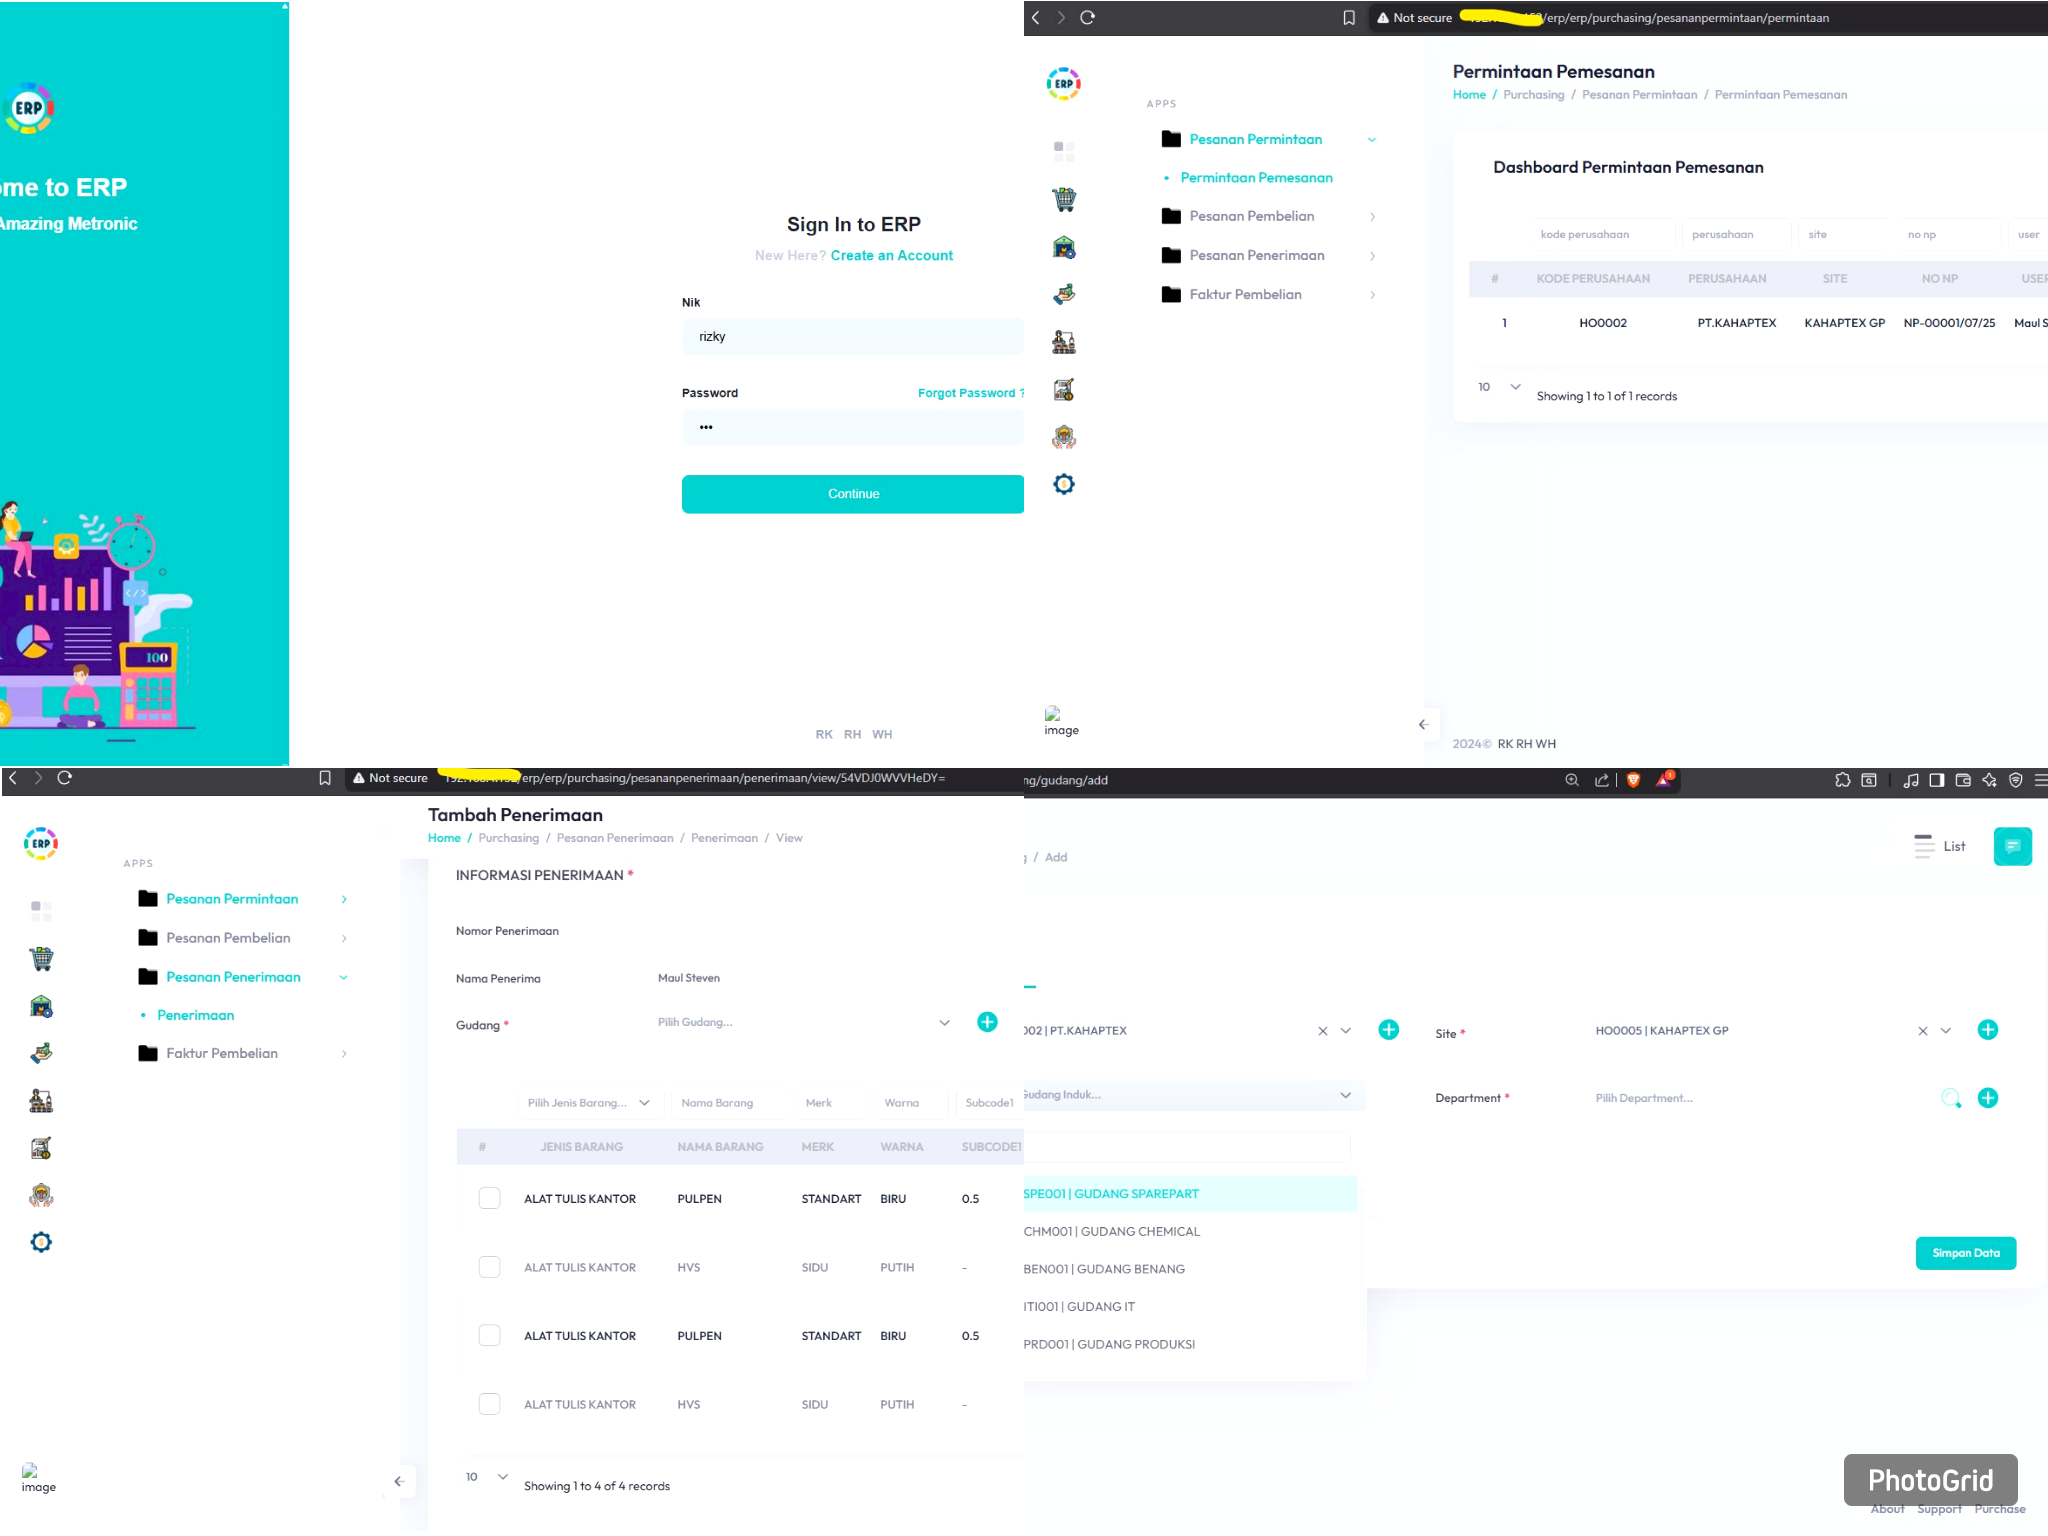 ERP
ome to ERP
Amazing Metronic
100
Sign In to ERP
New Here? Create an Account
Nik
rizky
Password
Forgot Password ?
•••
Continue
RK RH WH
Not secure
/erp/erp/purchasing/pesananpermintaan/permintaan
ERP
APPS
Pesanan Permintaan
Permintaan Pemesanan
Pesanan Pembelian
Pesanan Penerimaan
Faktur Pembelian
image
Permintaan Pemesanan
Home / Purchasing / Pesanan Permintaan / Permintaan Pemesanan
Dashboard Permintaan Pemesanan
kode perusahaan perusahaan site no np user
# KODE PERUSAHAAN PERUSAHAAN SITE NO NP USER
1 HO0002 PT.KAHAPTEX KAHAPTEX GP NP-00001/07/25 Maul S
10
Showing 1 to 1 of 1 records
2024© RK RH WH
Not secure
/erp/erp/purchasing/pesananpenerimaan/penerimaan/view/54VDJ0WVVHeDY=
ERP
APPS
Pesanan Permintaan
Pesanan Pembelian
Pesanan Penerimaan
Penerimaan
Faktur Pembelian
image
Tambah Penerimaan
Home / Purchasing / Pesanan Penerimaan / Penerimaan / View
INFORMASI PENERIMAAN *
Nomor Penerimaan
Nama Penerima Maul Steven
Gudang * Pilih Gudang...
Pilih Jenis Barang... Nama Barang Merk Warna Subcode1
# JENIS BARANG NAMA BARANG MERK WARNA SUBCODE1
ALAT TULIS KANTOR PULPEN STANDART BIRU 0.5
ALAT TULIS KANTOR HVS SIDU PUTIH -
ALAT TULIS KANTOR PULPEN STANDART BIRU 0.5
ALAT TULIS KANTOR HVS SIDU PUTIH -
10
Showing 1 to 4 of 4 records
ng/gudang/add
1
g / Add
List
002 | PT.KAHAPTEX
Site * HO0005 | KAHAPTEX GP
Gudang Induk...
Department * Pilih Department...
SPE001 | GUDANG SPAREPART
CHM001 | GUDANG CHEMICAL
BEN001 | GUDANG BENANG
ITI001 | GUDANG IT
PRD001 | GUDANG PRODUKSI
Simpan Data
PhotoGrid
About Support Purchase